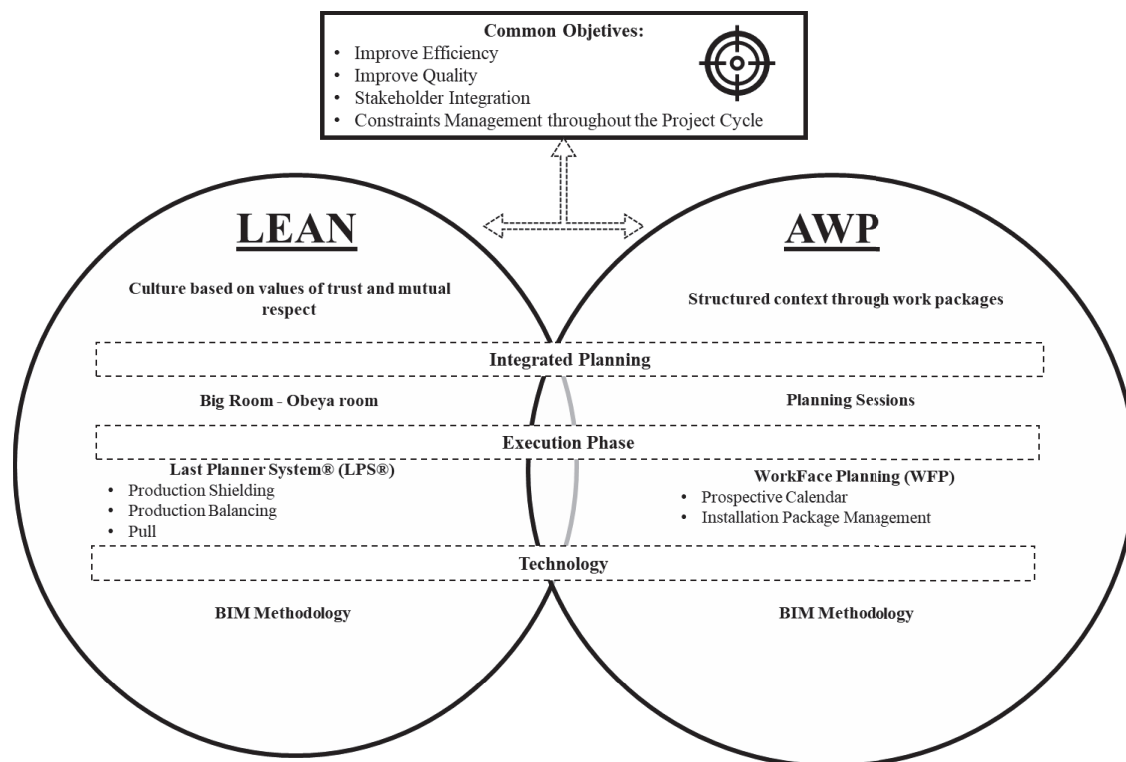 Common Objetives:
• Improve Efficiency
• Improve Quality
• Stakeholder Integration
• Constraints Management throughout the Project Cycle
LEAN
Culture based on values of trust and mutual
respect
AWP
Structured context through work packages
Integrated Planning
Big Room - Obeya room
Planning Sessions
Execution Phase
Last Planner System® (LPS®)
• Production Shielding
• Production Balancing
• Pull
WorkFace Planning (WFP)
• Prospective Calendar
• Installation Package Management
Technology
BIM Methodology
BIM Methodology